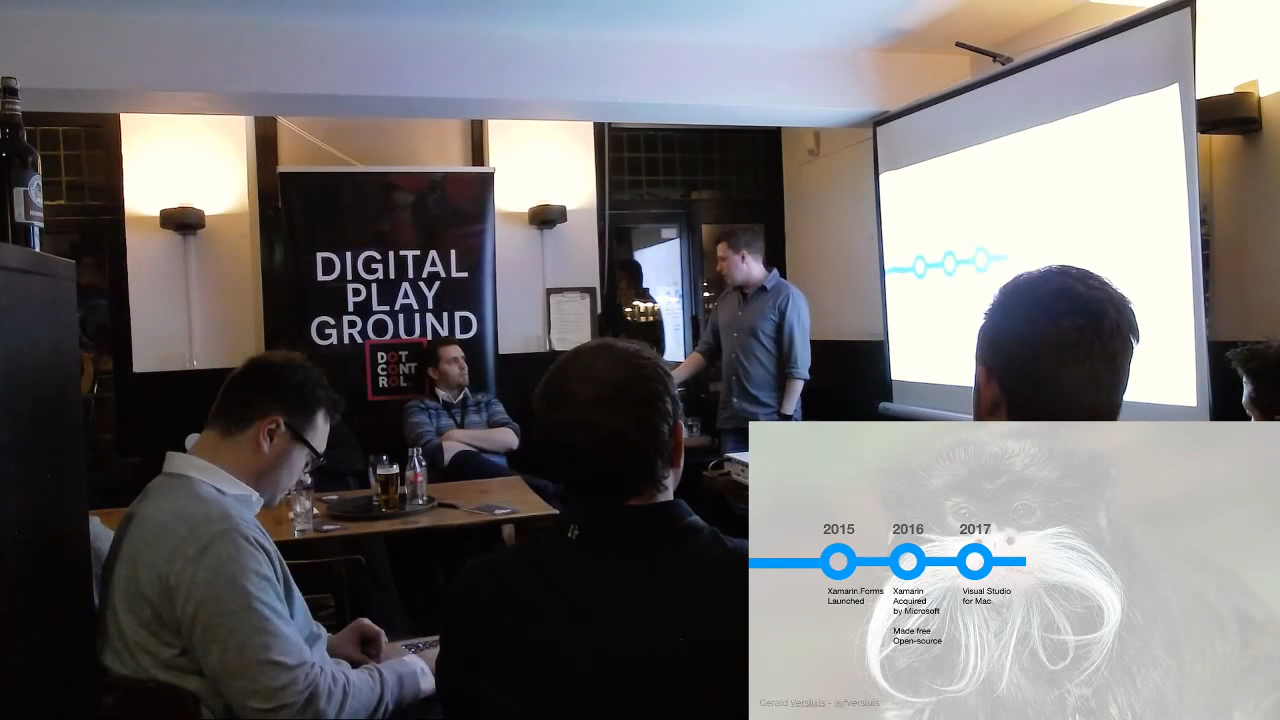 DIGITAL
PLAY
GROUND
DOT
CONT
ROL
2015
2016
2017
Xamarin.Forms
Launched
Xamarin
Acquired
by Microsoft
Made free
Open-source
Visual Studio
for Mac
Gerald Versluis - @jfversluis